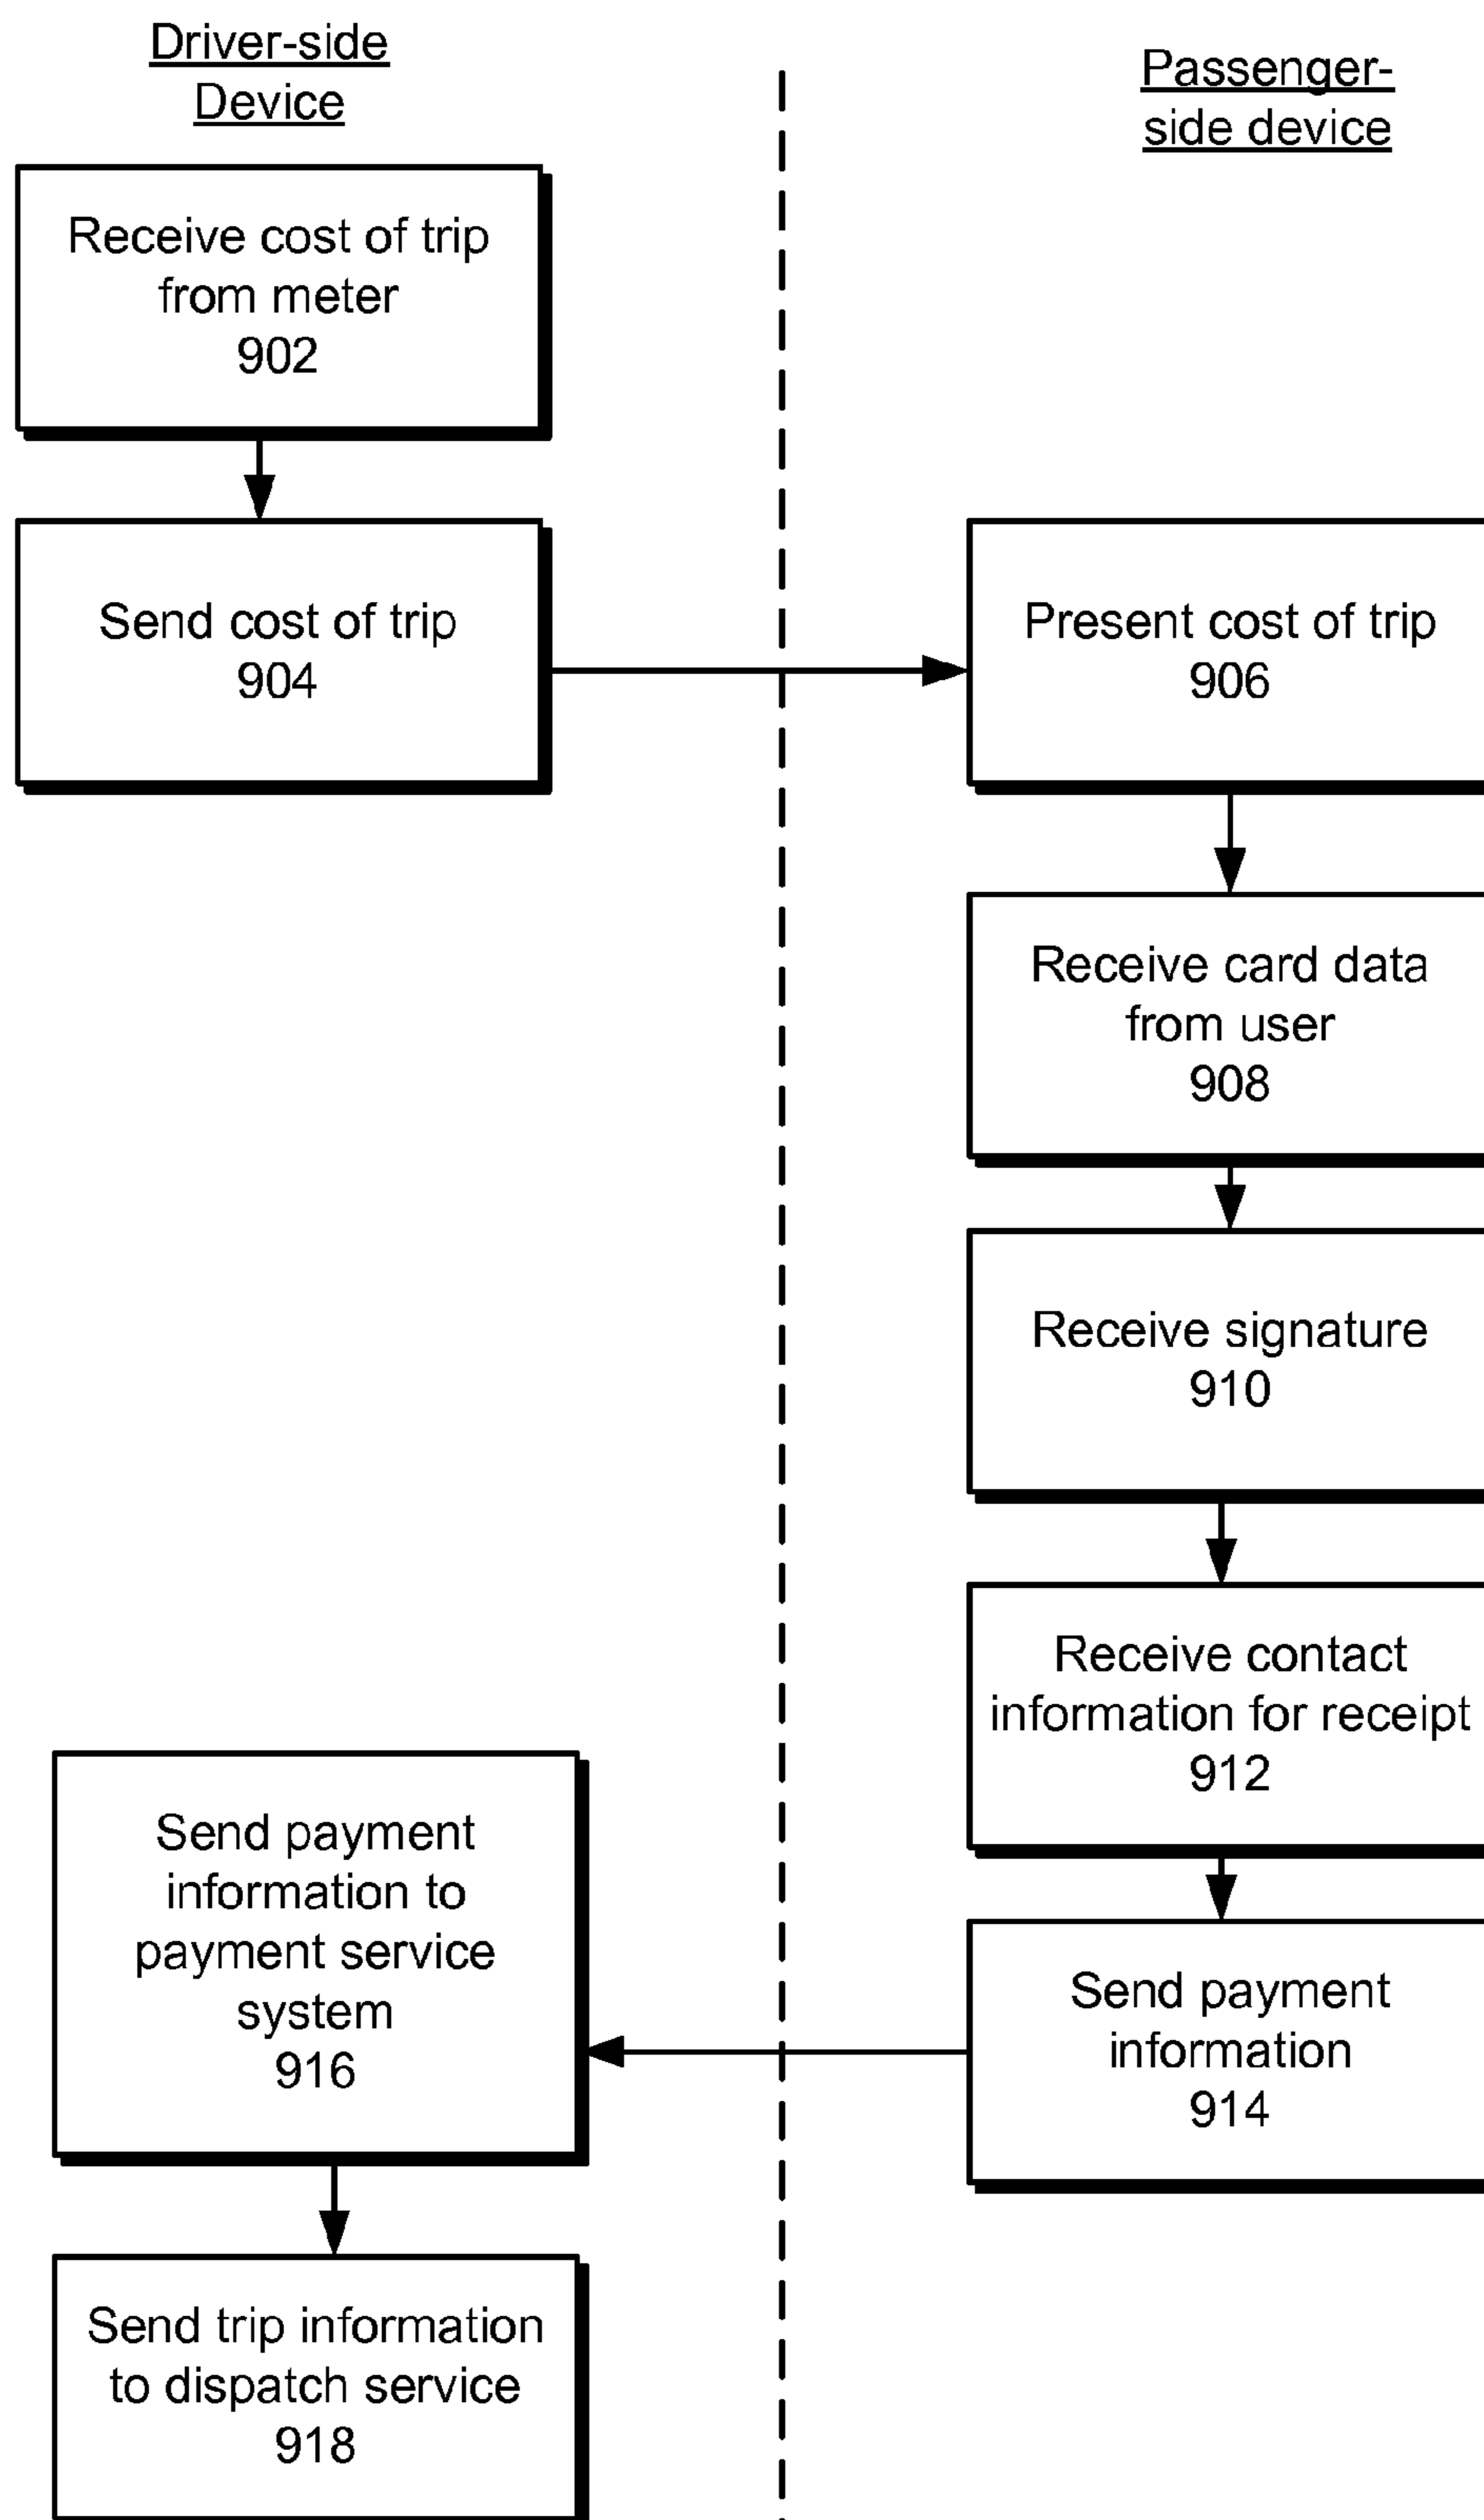 Driver-side
Device
Passenger-
side device
Receive cost of trip
from meter
902
Send cost of trip
904
Present cost of trip
906
Receive card data
from user
908
Receive signature
910
Receive contact
information for receipt
912
Send payment
information
914
Send payment
information to
payment service
system
916
Send trip information
to dispatch service
918